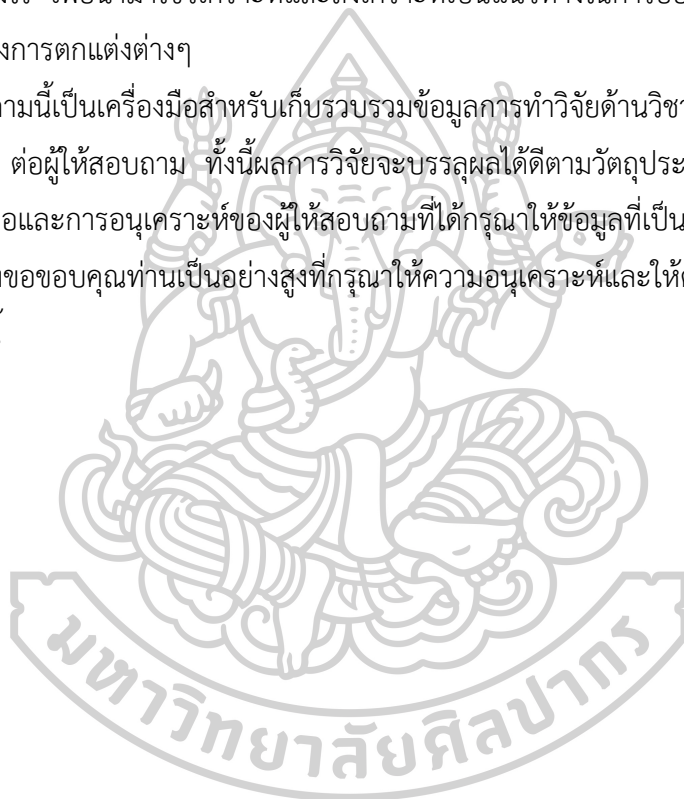 งการตกแต่งต่างๆ
ามนี้เป็นเครื่องมือสำหรับเก็บรวบรวมข้อมูลการทำวิจัยด้านวิชา
ต่อผู้ให้สอบถาม ทั้งนี้ผลการวิจัยจะบรรลุผลได้ดีตามวัตถุประ
อและการอนุเคราะห์ของผู้ให้สอบถามที่ได้กรุณาให้ข้อมูลที่เป็น
งขอขอบคุณท่านเป็นอย่างสูงที่กรุณาให้ความอนุเคราะห์และให้
มหาวิทยาลัยศิลปากร